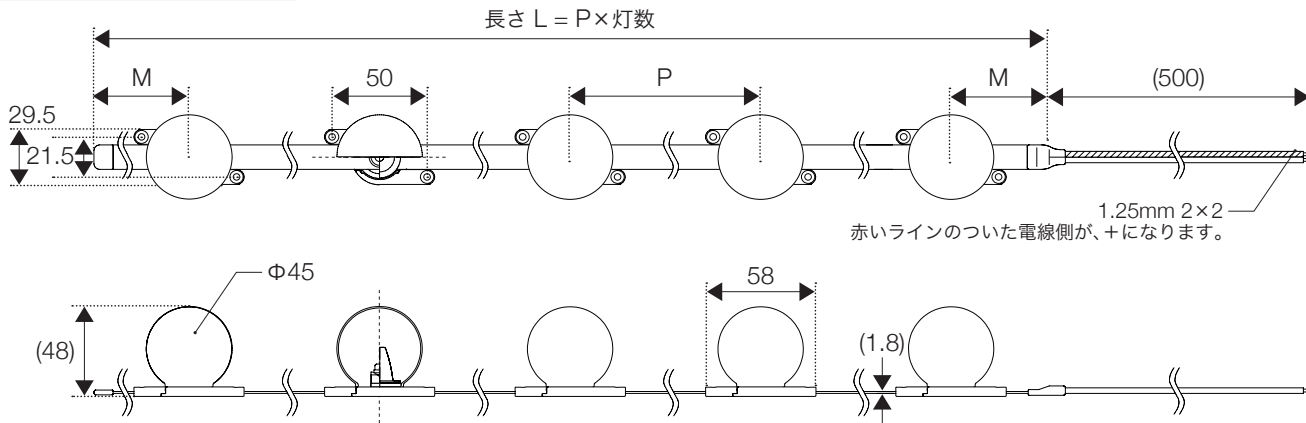 長さ L = P×灯数
M
50
P
M
(500)
29.5
21.5
1.25mm 2×2
赤いラインのついた電線側が、+になります。
Φ45
58
(48)
(1.8)